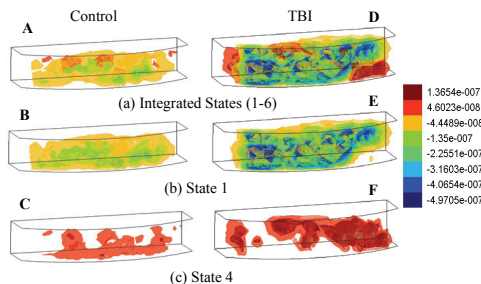 Control TBI
A D
(a) Integrated States (1-6)
B E
(b) State 1
C F
(c) State 4
1.3654e-007
4.6023e-008
-4.4489e-008
-1.35e-007
-2.2551e-007
-3.1603e-007
-4.0654e-007
-4.9705e-007